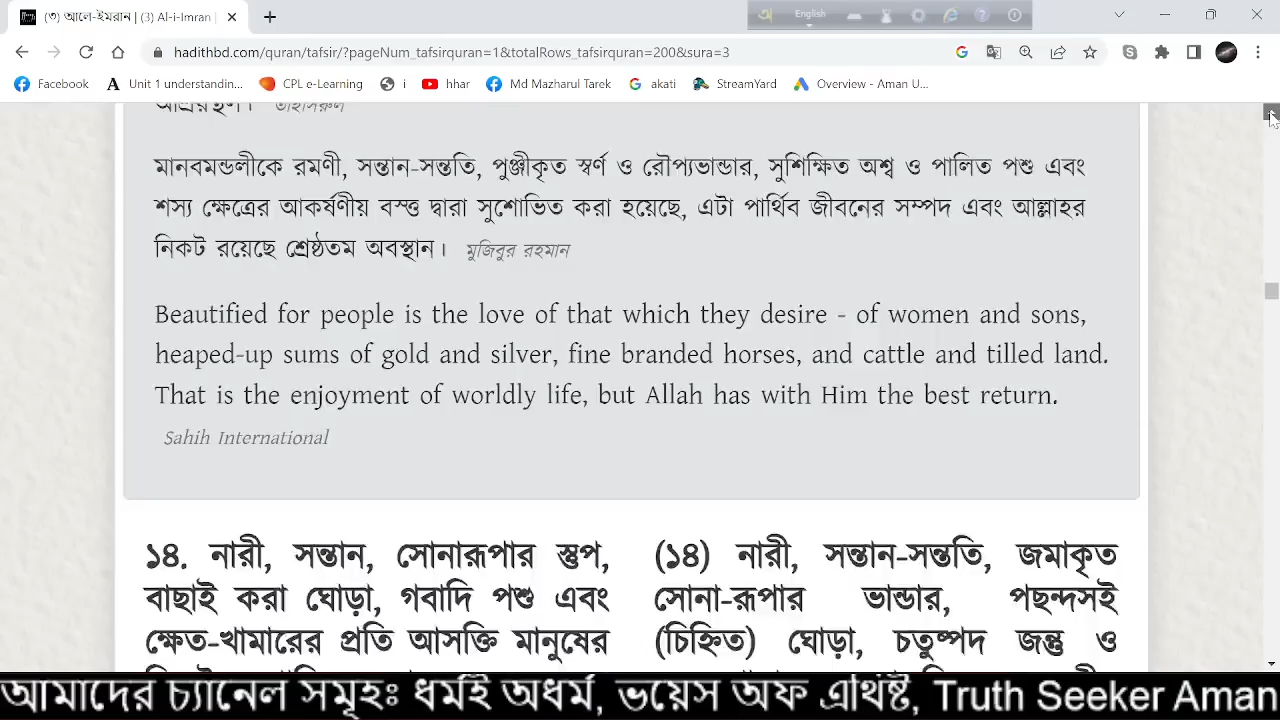 (৩) আলে-ইমরান | (3) Al-i-Imran |
English
hadithbd.com/quran/tafsir/?pageNum_tafsirquran=1&totalRows_tafsirquran=200&sura=3
Facebook Unit 1 understandin... CPL e-Learning i hhar Md Mazharul Tarek akati StreamYard Overview - Aman U...
মানবমন্ডলীকে রমণী, সন্তান-সন্ততি, পুঞ্জীকৃত স্বর্ণ ও রৌপ্যভান্ডার, সুশিক্ষিত অশ্ব ও পালিত পশু এবং
শস্য ক্ষেত্রের আকর্ষণীয় বস্তু দ্বারা সুশোভিত করা হয়েছে, এটা পার্থিব জীবনের সম্পদ এবং আল্লাহর
নিকট রয়েছে শ্রেষ্ঠতম অবস্থান। মুজিবুর রহমান
Beautified for people is the love of that which they desire - of women and sons,
heaped-up sums of gold and silver, fine branded horses, and cattle and tilled land.
That is the enjoyment of worldly life, but Allah has with Him the best return.
Sahih International
১৪. নারী, সন্তান, সোনারূপার স্তুপ,
বাছাই করা ঘোড়া, গবাদি পশু এবং
ক্ষেত-খামারের প্রতি আসক্তি মানুষের
(১৪) নারী, সন্তান-সন্ততি, জমাকৃত
সোনা-রূপার ভান্ডার, পছন্দসই
(চিহ্নিত) ঘোড়া, চতুষ্পদ জন্তু ও
আমাদের চ্যানেল সমূহঃ ধর্মই অধর্ম, ভয়েস অফ এথিষ্ট, Truth Seeker Aman